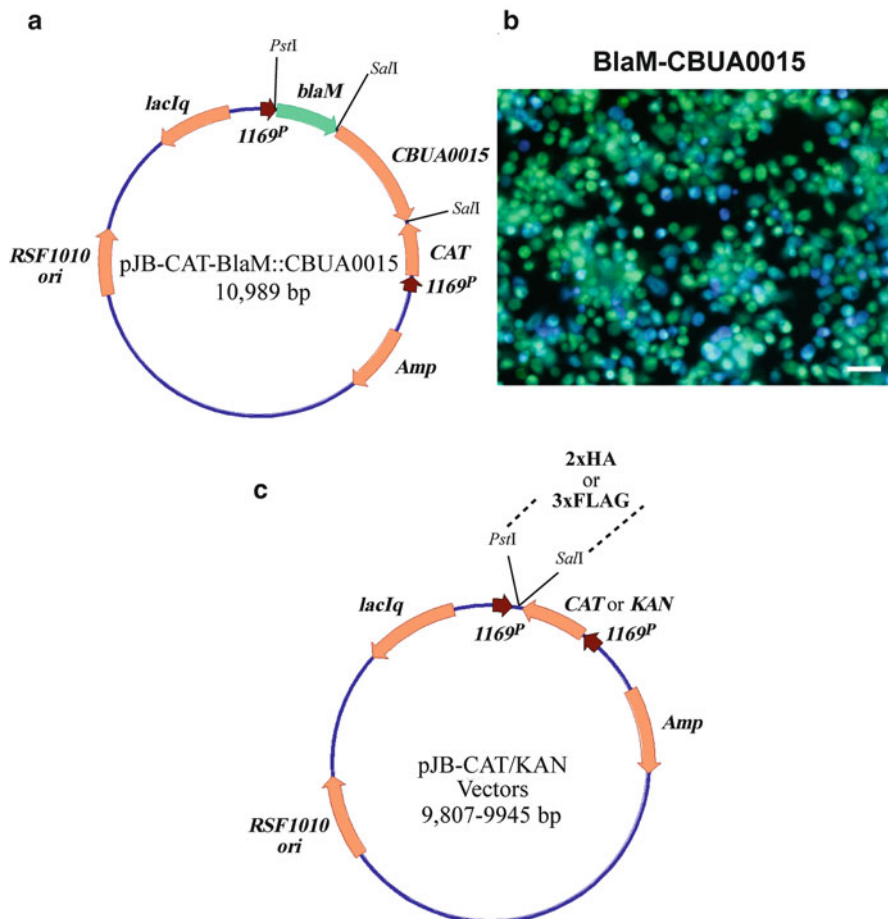 a
PstI
blaM
SalI
lacIq
1169P
CBUA0015
SalI
RSF1010
ori
pJB-CAT-BlaM::CBUA0015
10,989 bp
CAT
1169P
Amp
b
BlaM-CBUA0015
c
2xHA
or
3xFLAG
PstI
SalI
lacIq
1169P
CAT or KAN
1169P
Amp
pJB-CAT/KAN
Vectors
9,807-9945 bp
RSF1010
ori